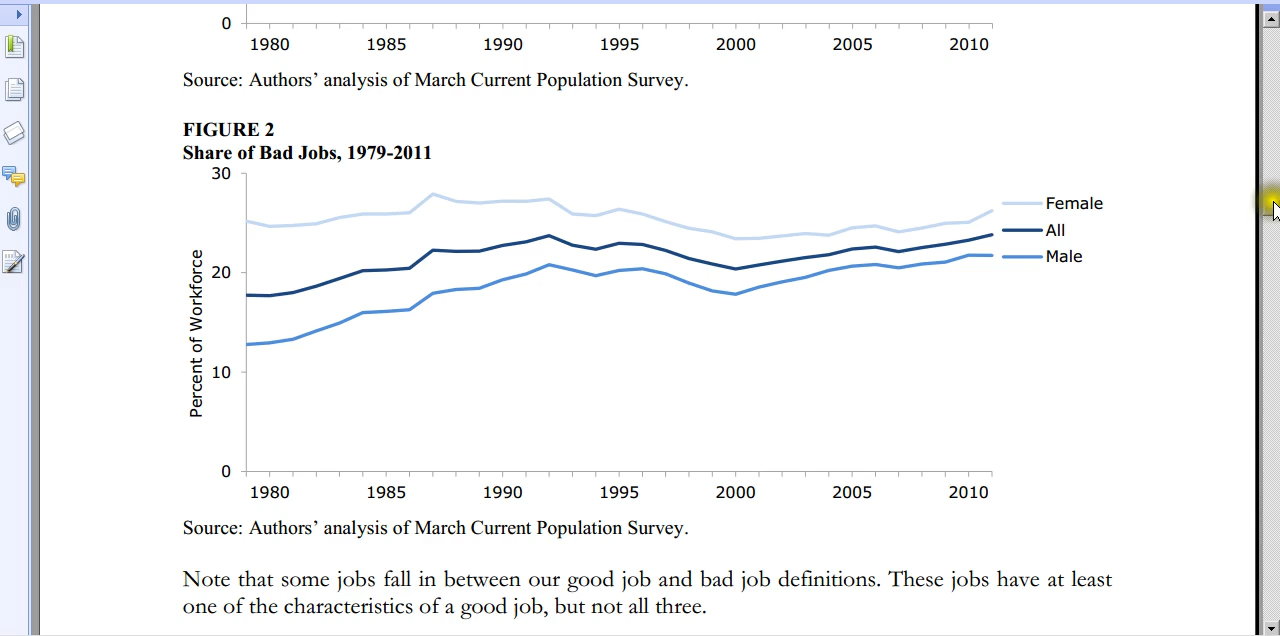 0
1980 1985 1990 1995 2000 2005 2010
Source: Authors’ analysis of March Current Population Survey.
FIGURE 2
Share of Bad Jobs, 1979-2011
30
20
10
0
Percent of Workforce
Female
All
Male
1980 1985 1990 1995 2000 2005 2010
Source: Authors’ analysis of March Current Population Survey.
Note that some jobs fall in between our good job and bad job definitions. These jobs have at least
one of the characteristics of a good job, but not all three.